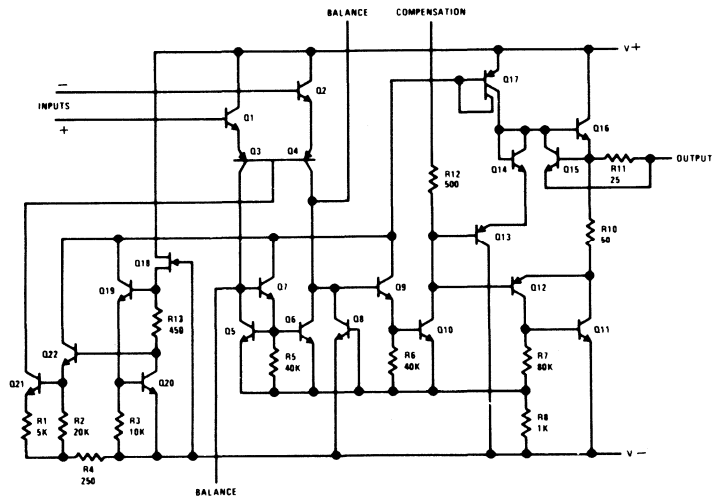 BALANCE
COMPENSATION
V+
Q17
−
Q2
INPUTS
Q1
+
Q16
Q3
Q4
Q14
Q15
R11
25
OUTPUT
R12
500
Q13
R10
50
Q18
Q19
Q7
Q9
Q12
R13
450
Q5
Q6
Q8
Q10
Q11
Q22
R5
40K
R6
40K
R7
80K
Q21
Q20
R1
5K
R2
20K
R3
10K
R8
1K
R4
250
V−
BALANCE